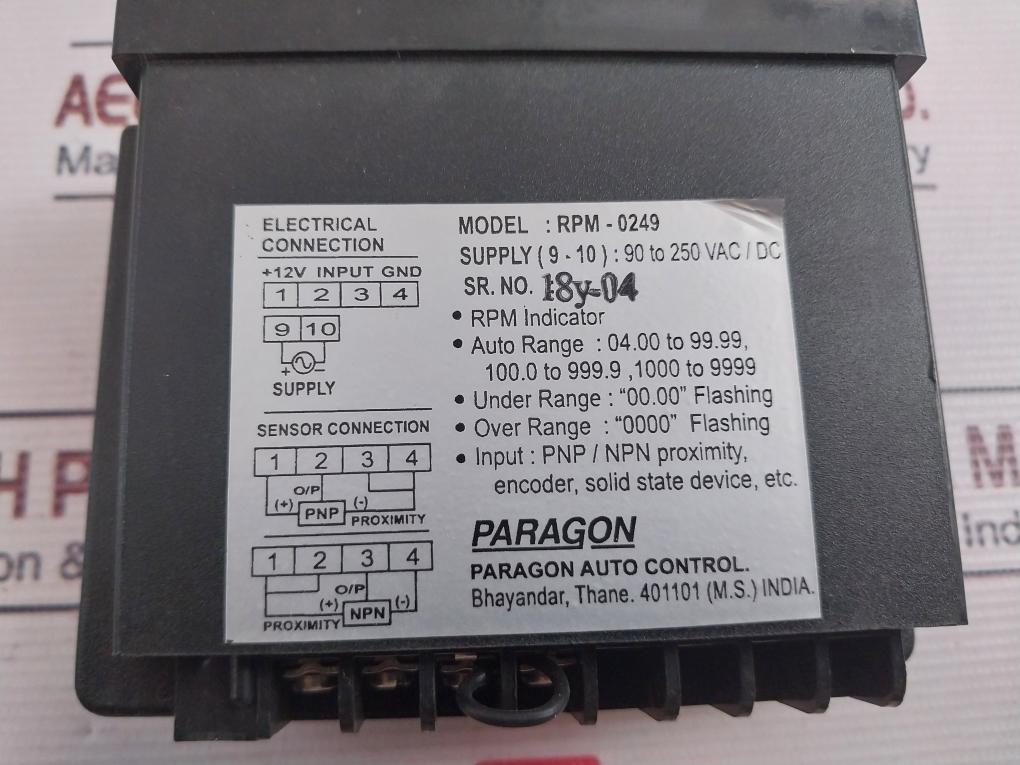 ELECTRICAL
CONNECTION
+12V INPUT GND
1 2 3 4
9 10
+
SUPPLY
SENSOR CONNECTION
1 2 3 4
O/P
(+) PNP (-)
PROXIMITY
1 2 3 4
O/P
(+) NPN (-)
PROXIMITY
MODEL : RPM - 0249
SUPPLY ( 9 - 10 ) : 90 to 250 VAC / DC
SR. NO. 18y-04
• RPM Indicator
• Auto Range : 04.00 to 99.99,
100.0 to 999.9 ,1000 to 9999
• Under Range : “00.00” Flashing
• Over Range : “0000” Flashing
• Input : PNP / NPN proximity,
encoder, solid state device, etc.
PARAGON
PARAGON AUTO CONTROL.
Bhayandar, Thane. 401101 (M.S.) INDIA.